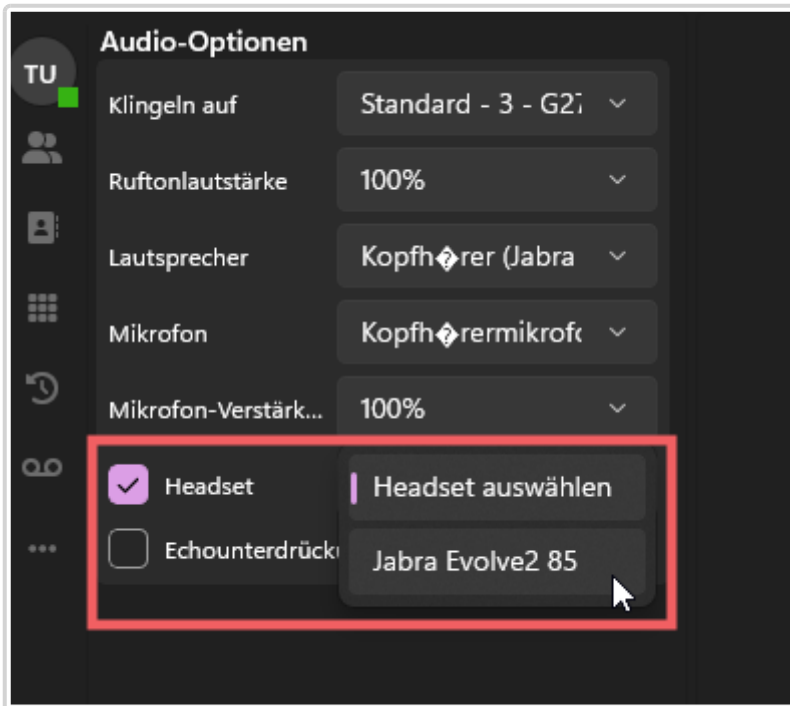 Audio-Optionen
TU
Klingeln auf Standard - 3 - G27
Ruftonlautstärke 100%
Lautsprecher Kopfh�rer (Jabra
Mikrofon Kopfh�rermikrofo
Mikrofon-Verstärk... 100%
Headset Headset auswählen
Echounterdrück
Jabra Evolve2 85